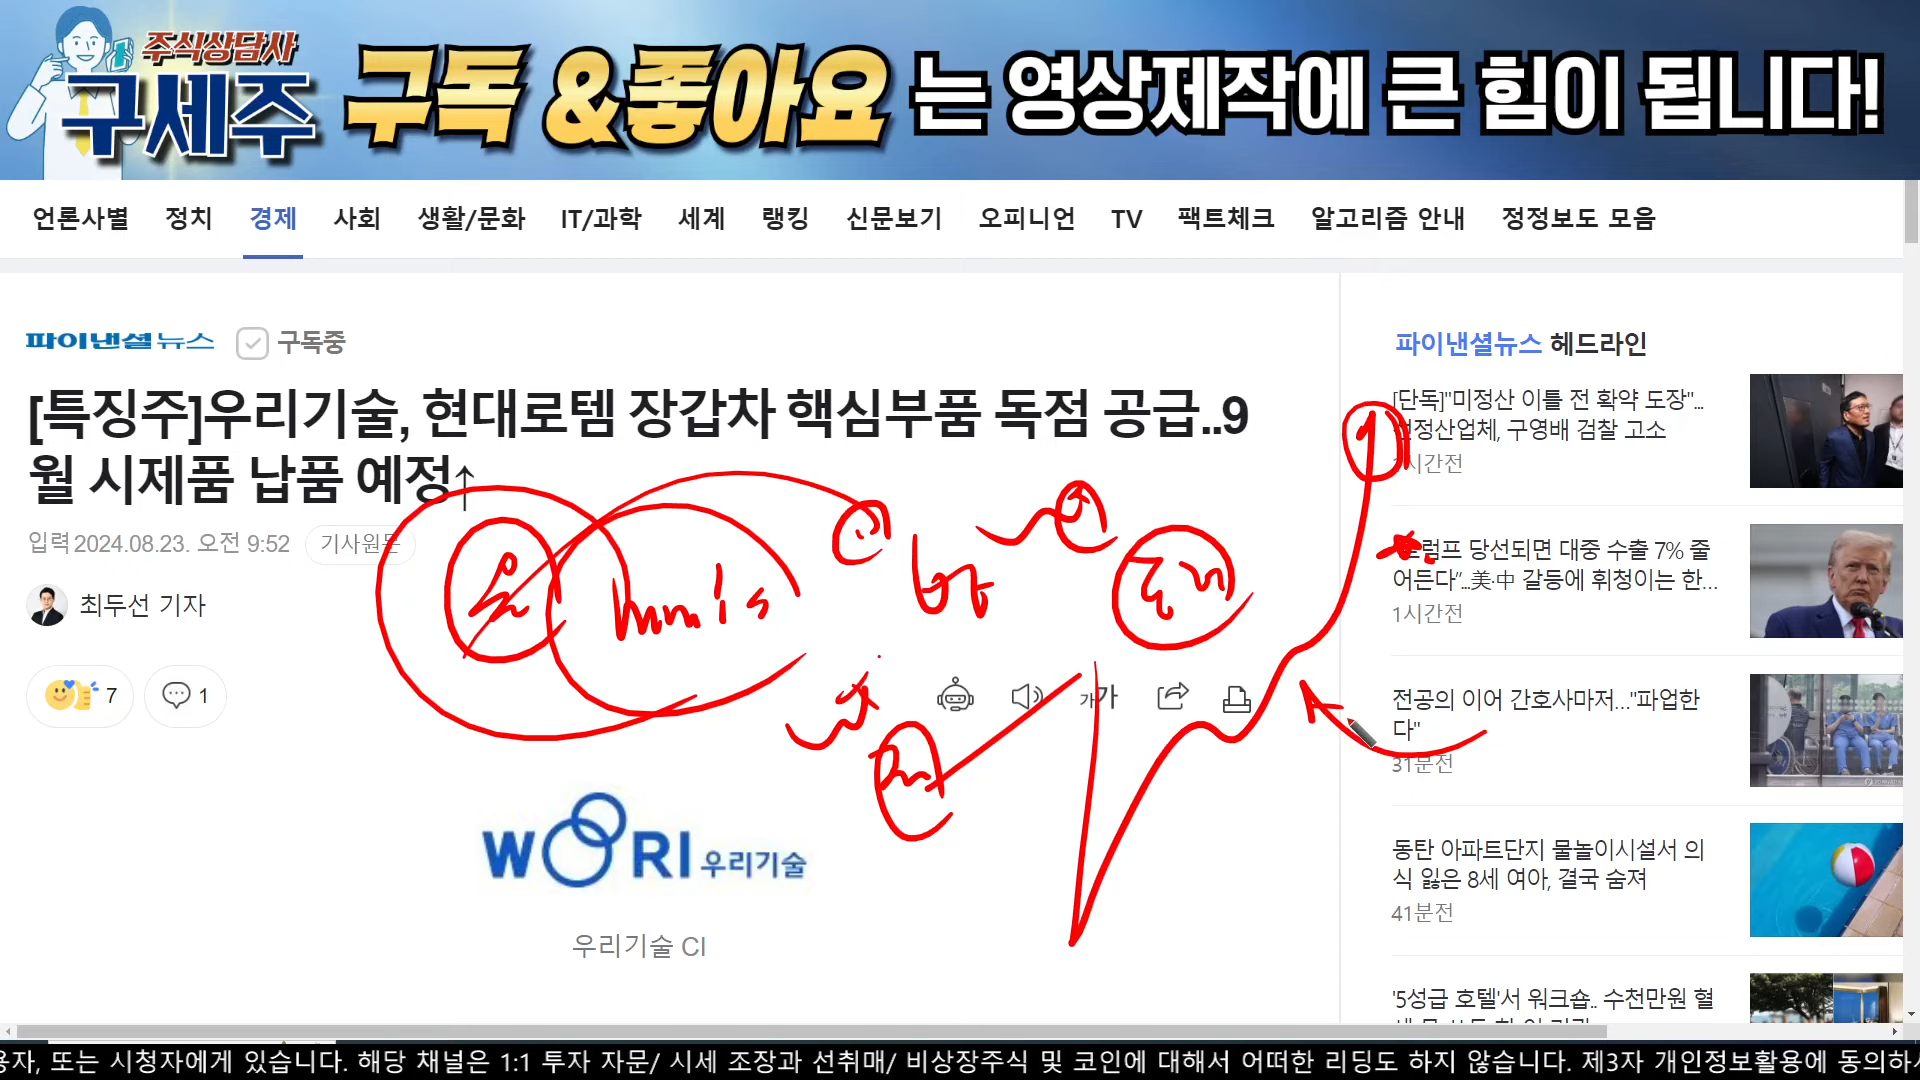 주식상담사
구세주
구독 &좋아요 는 영상제작에 큰 힘이 됩니다!
언론사별 정치 경제 사회 생활/문화 IT/과학 세계 랭킹 신문보기 오피니언 TV 팩트체크 알고리즘 안내 정정보도 모음
파이낸셜뉴스 구독중
[특징주]우리기술, 현대로템 장갑차 핵심부품 독점 공급..9
월 시제품 납품 예정↑
입력 2024.08.23. 오전 9:52 기사원문
최두선 기자
7 1
가가
WOORI 우리기술
우리기술 CI
파이낸셜뉴스 헤드라인
[단독]"미정산 이틀 전 확약 도장"...
선정산업체, 구영배 검찰 고소
시간전
럼프 당선되면 대중 수출 7% 줄
어든다"...美·中 갈등에 휘청이는 한...
1시간전
전공의 이어 간호사마저..."파업한
다"
31분전
동탄 아파트단지 물놀이시설서 의
식 잃은 8세 여아, 결국 숨져
41분전
'5성급 호텔'서 워크숍.. 수천만원 혈
용자, 또는 시청자에게 있습니다. 해당 채널은 1:1 투자 자문/ 시세 조장과 선취매/ 비상장주식 및 코인에 대해서 어떠한 리딩도 하지 않습니다. 제3자 개인정보활용에 동의하시